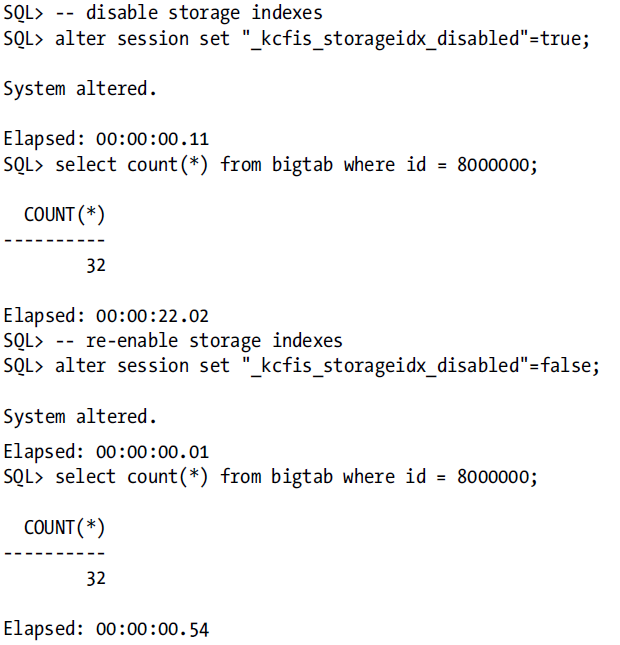 SQL> -- disable storage indexes
SQL> alter session set "_kcfis_storageidx_disabled"=true;
System altered.
Elapsed: 00:00:00.11
SQL> select count(*) from bigtab where id = 8000000;
COUNT(*)
----------
32
Elapsed: 00:00:22.02
SQL> -- re-enable storage indexes
SQL> alter session set "_kcfis_storageidx_disabled"=false;
System altered.
Elapsed: 00:00:00.01
SQL> select count(*) from bigtab where id = 8000000;
COUNT(*)
----------
32
Elapsed: 00:00:00.54